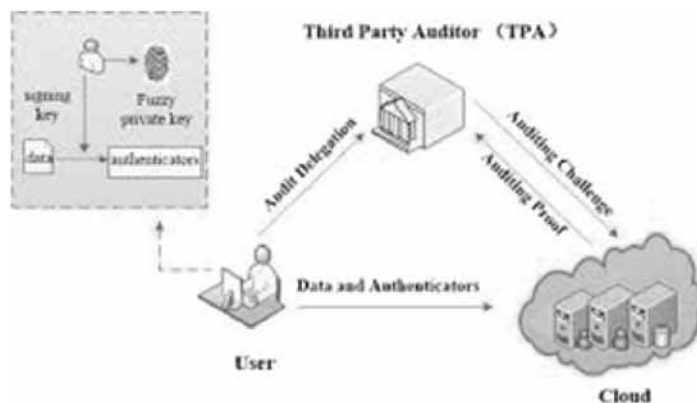 Third Party Auditor （TPA）
signing
key
Fuzzy
private key
data
authenticators
Audit Delegation
Auditing Challenge
Auditing Proof
Data and Authenticators
User
Cloud